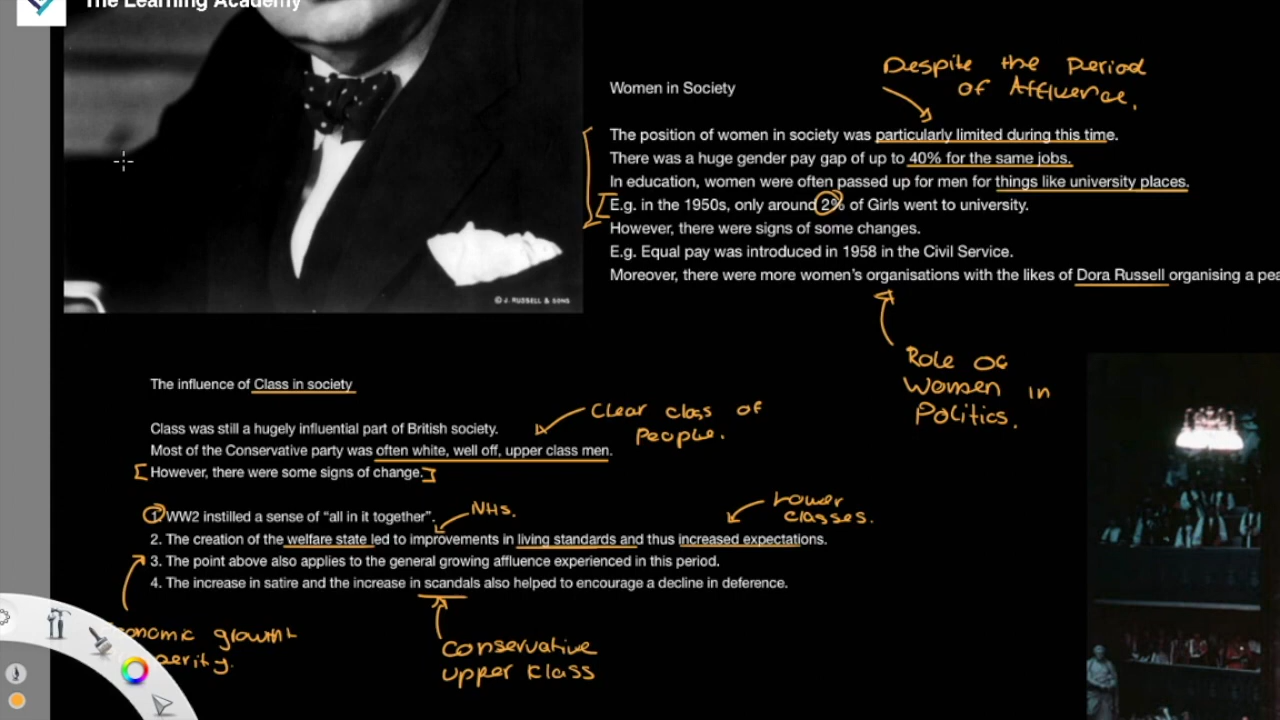 The Learning Academy
Despite the Period
of Affluence.
Women in Society
The position of women in society was particularly limited during this time.
There was a huge gender pay gap of up to 40% for the same jobs.
In education, women were often passed up for men for things like university places.
E.g. in the 1950s, only around 2% of Girls went to university.
However, there were signs of some changes.
E.g. Equal pay was introduced in 1958 in the Civil Service.
Moreover, there were more women's organisations with the likes of Dora Russell organising a pea
© J. RUSSELL & SONS
Role of
Women in
Politics.
The influence of Class in society
Clear class of
People.
Class was still a hugely influential part of British society.
Most of the Conservative party was often white, well off, upper class men.
However, there were some signs of change.
NHS.
Lower
classes.
1. WW2 instilled a sense of “all in it together”.
2. The creation of the welfare state led to improvements in living standards and thus increased expectations.
3. The point above also applies to the general growing affluence experienced in this period.
4. The increase in satire and the increase in scandals also helped to encourage a decline in deference.
onomic growth
erity.
Conservative
upper klass